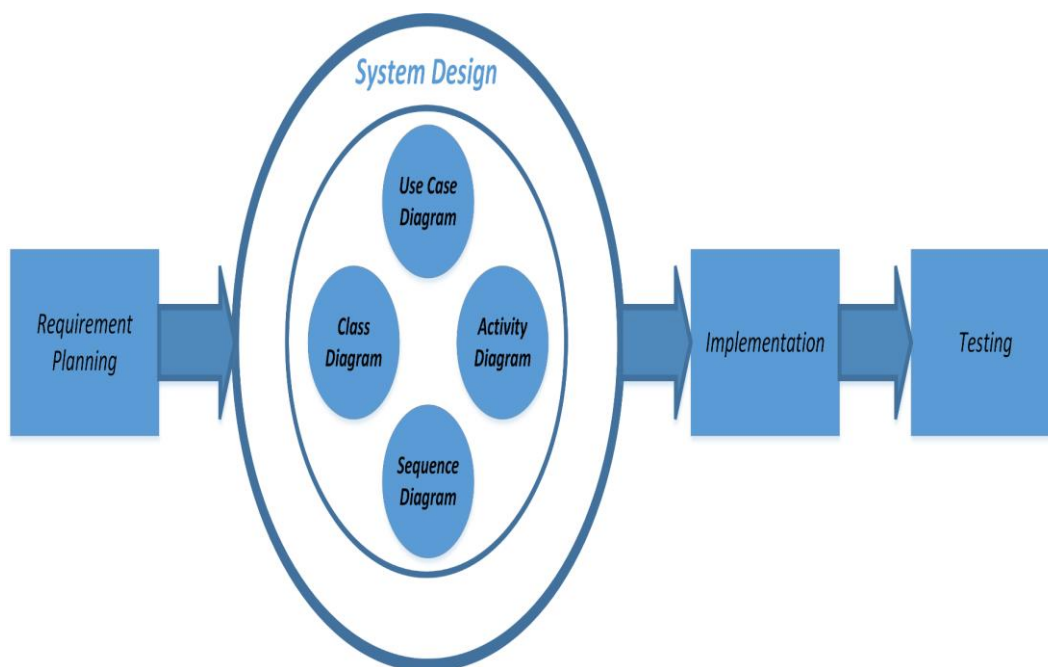 System Design
Use Case
Diagram
Requirement
Planning
Class
Diagram
Activity
Diagram
Implementation
Testing
Sequence
Diagram